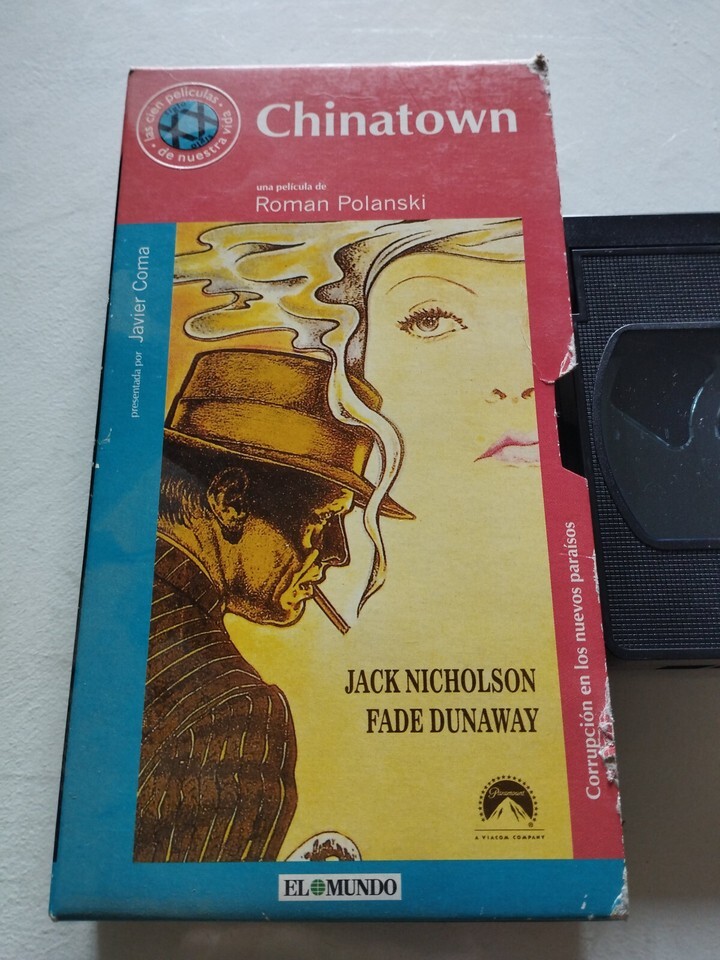 las cien películas
de nuestra vida
Chinatown
una película de
Roman Polanski
presentada por Javier Coma
JACK NICHOLSON
FADE DUNAWAY
Corrupción en los nuevos paraísos
Paramount
A VIACOM COMPANY
EL MUNDO